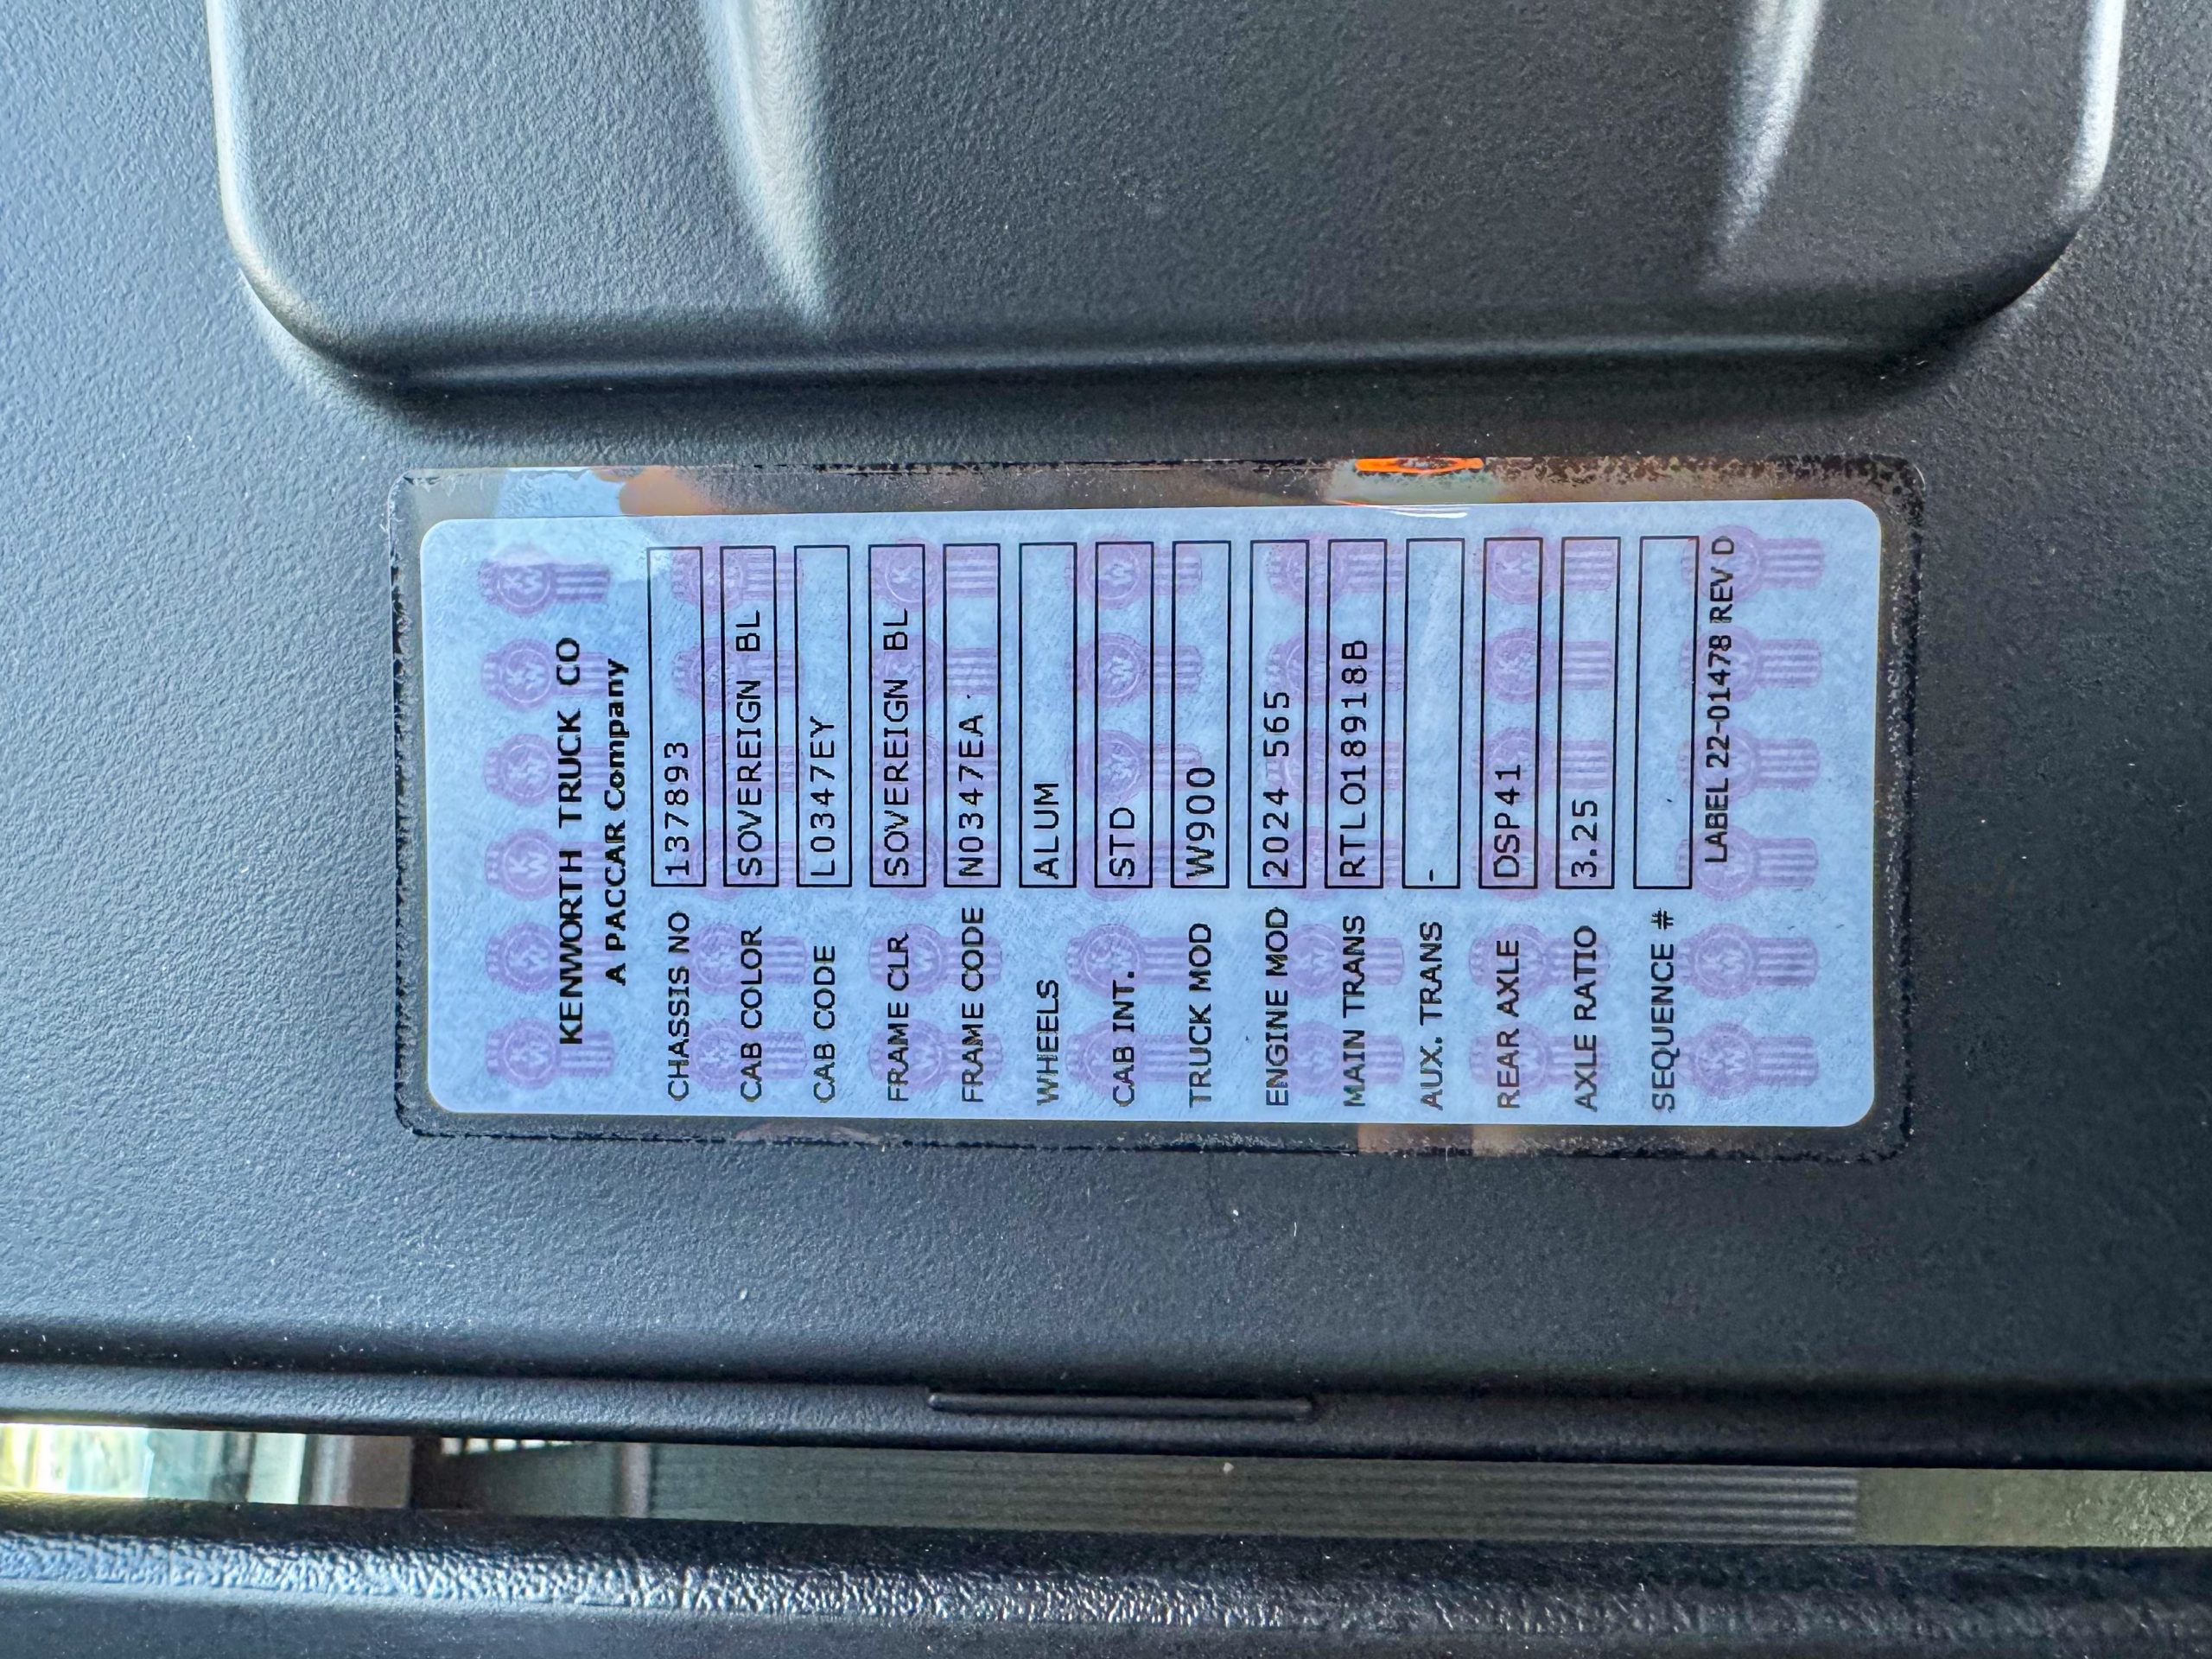 KENWORTH TRUCK CO
A PACCAR Company
CHASSIS NO 137893
CAB COLOR SOVEREIGN BL
CAB CODE L0347EY
FRAME CLR SOVEREIGN BL
FRAME CODE N0347EA
WHEELS ALUM
CAB INT. STD
TRUCK MOD W900
ENGINE MOD 2024 565
MAIN TRANS RTLO18918B
AUX. TRANS -
REAR AXLE DSP41
AXLE RATIO 3.25
SEQUENCE #
LABEL 22-01478 REV D